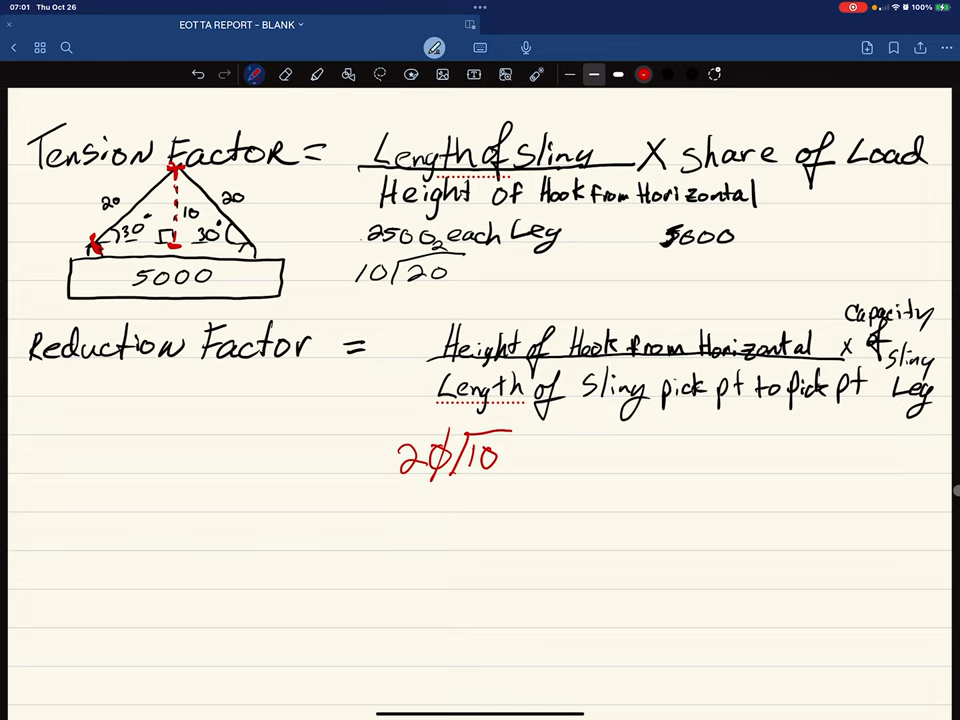 07:01 Thu Oct 26 100%
EOT TA REPORT - BLANK
Tension Factor = Length of Sling X share of Load
Height of Hook from Horizontal
20 20
10
30° 30°
2500 each Leg 5000
10 20
5000
Capacity
Reduction Factor = Height of Hook from Horizontal x of Sling
Length of Sling pick pt to pick pt Leg
20 10